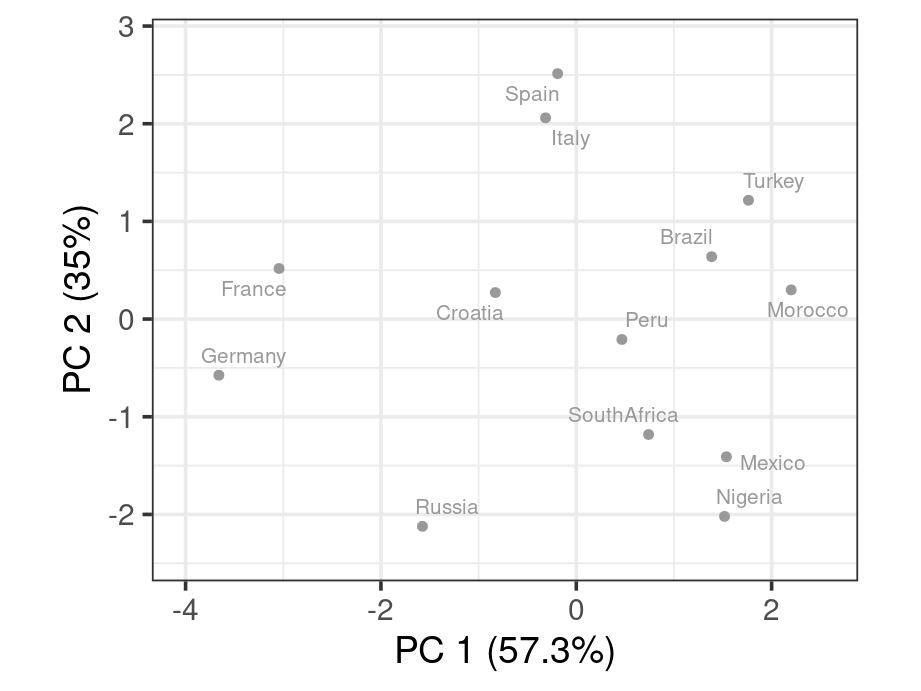 3
2
1
0
-1
-2
PC 2 (35%)
Spain
Italy
Turkey
Brazil
France
Morocco
Croatia
Peru
Germany
SouthAfrica
Mexico
Nigeria
Russia
-4
-2
0
2
PC 1 (57.3%)